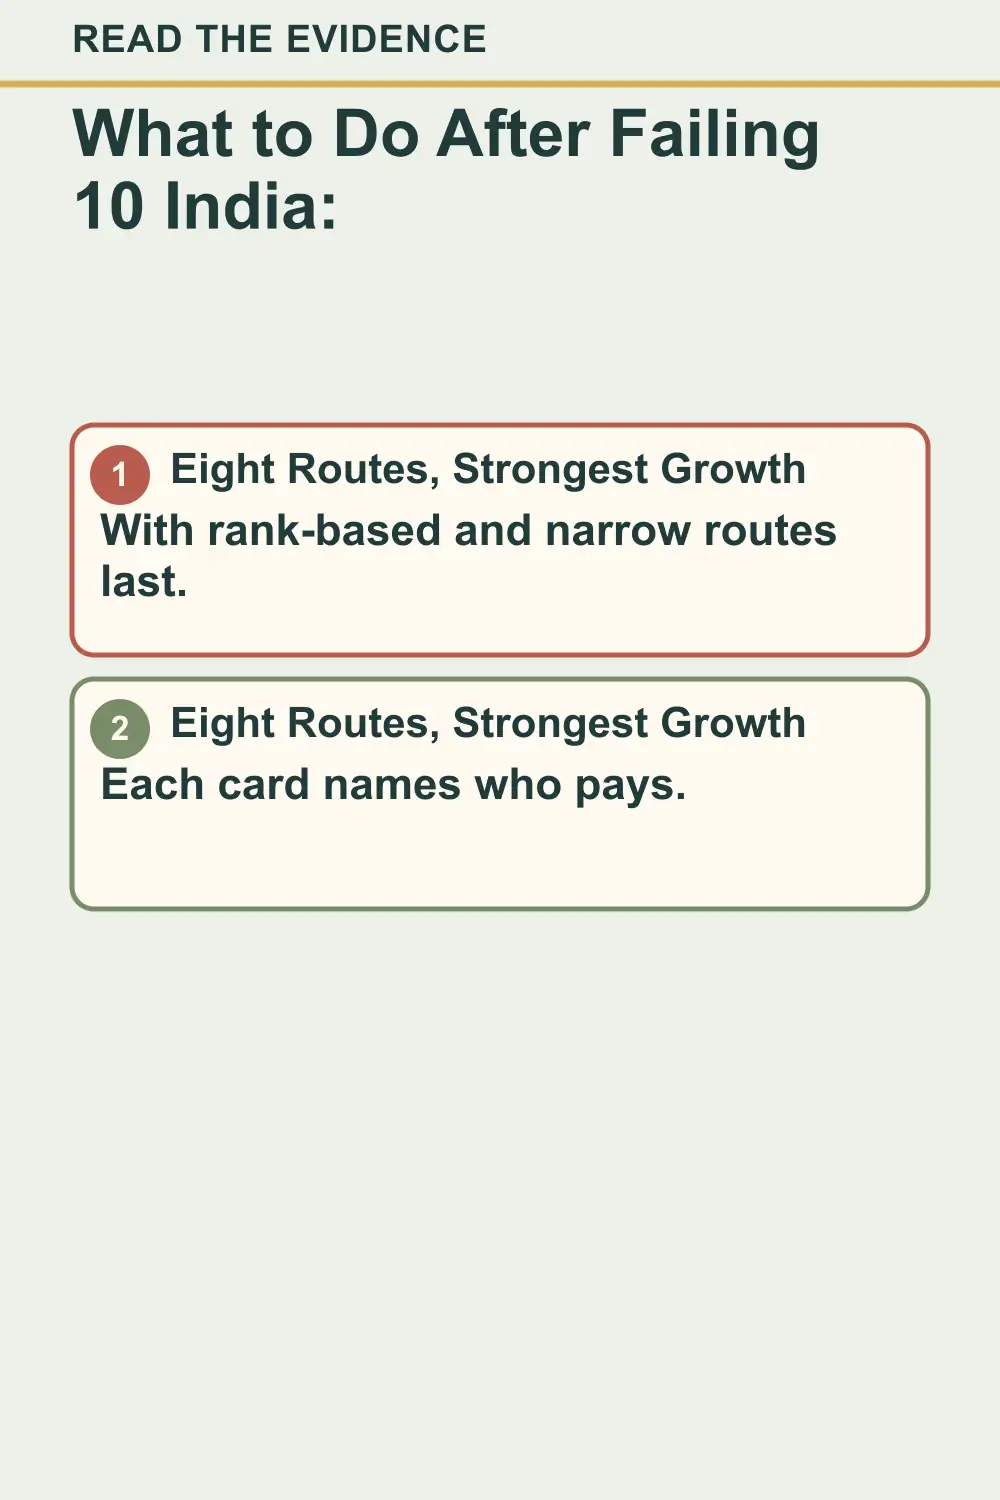 READ THE EVIDENCE
What to Do After Failing
10 India:
1 Eight Routes, Strongest Growth
With rank-based and narrow routes
last.
2 Eight Routes, Strongest Growth
Each card names who pays.